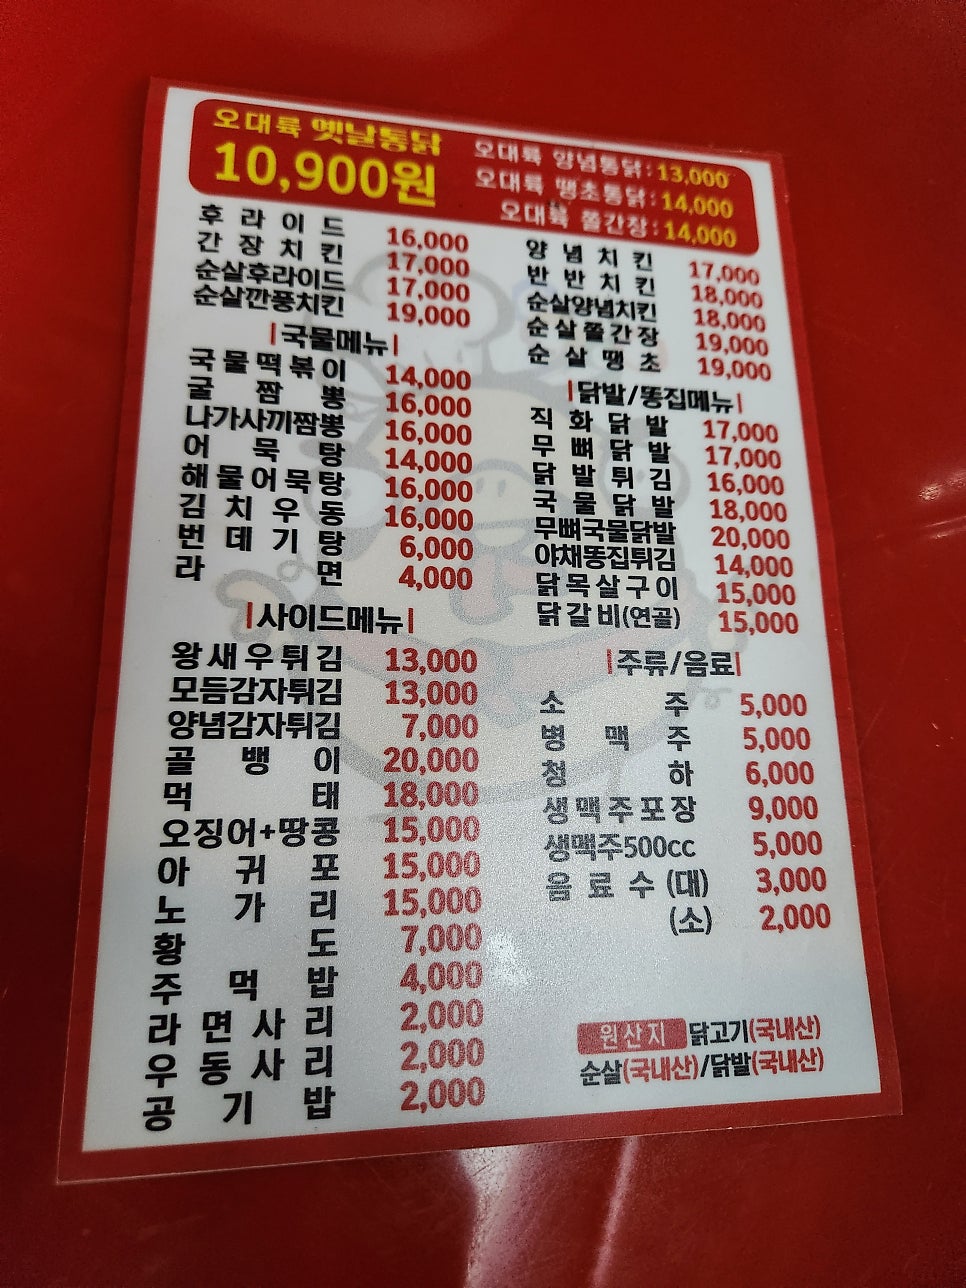 오대륙 옛날통닭
10,900원
오대륙 양념통닭:13,000
오대륙 땡초통닭:14,000
오대륙 쫄간장:14,000
후라이드 16,000
간장치킨 17,000
순살후라이드 17,000
순살깐풍치킨 19,000
|국물메뉴|
국물떡볶이 14,000
굴짬뽕 16,000
나가사끼짬뽕 16,000
어묵탕 14,000
해물어묵탕 16,000
김치우동 16,000
번데기탕 6,000
라면 4,000
|사이드메뉴|
왕새우튀김 13,000
모듬감자튀김 13,000
양념감자튀김 7,000
골뱅이 20,000
먹태 18,000
오징어+땅콩 15,000
아귀포 15,000
노가리 15,000
황도 7,000
주먹밥 4,000
라면사리 2,000
우동사리 2,000
공기밥 2,000
양념치킨 17,000
반반치킨 18,000
순살양념치킨 18,000
순살쫄간장 19,000
순살땡초 19,000
|닭발/똥집메뉴|
직화닭발 17,000
무뼈닭발 17,000
닭발튀김 16,000
국물닭발 18,000
무뼈국물닭발 20,000
야채똥집튀김 14,000
닭목살구이 15,000
닭갈비(연골) 15,000
|주류/음료|
소주 5,000
병맥주 5,000
청하 6,000
생맥주포장 9,000
생맥주500cc 5,000
음료수 (대) 3,000
(소) 2,000
원산지 닭고기(국내산)
순살(국내산)/닭발(국내산)